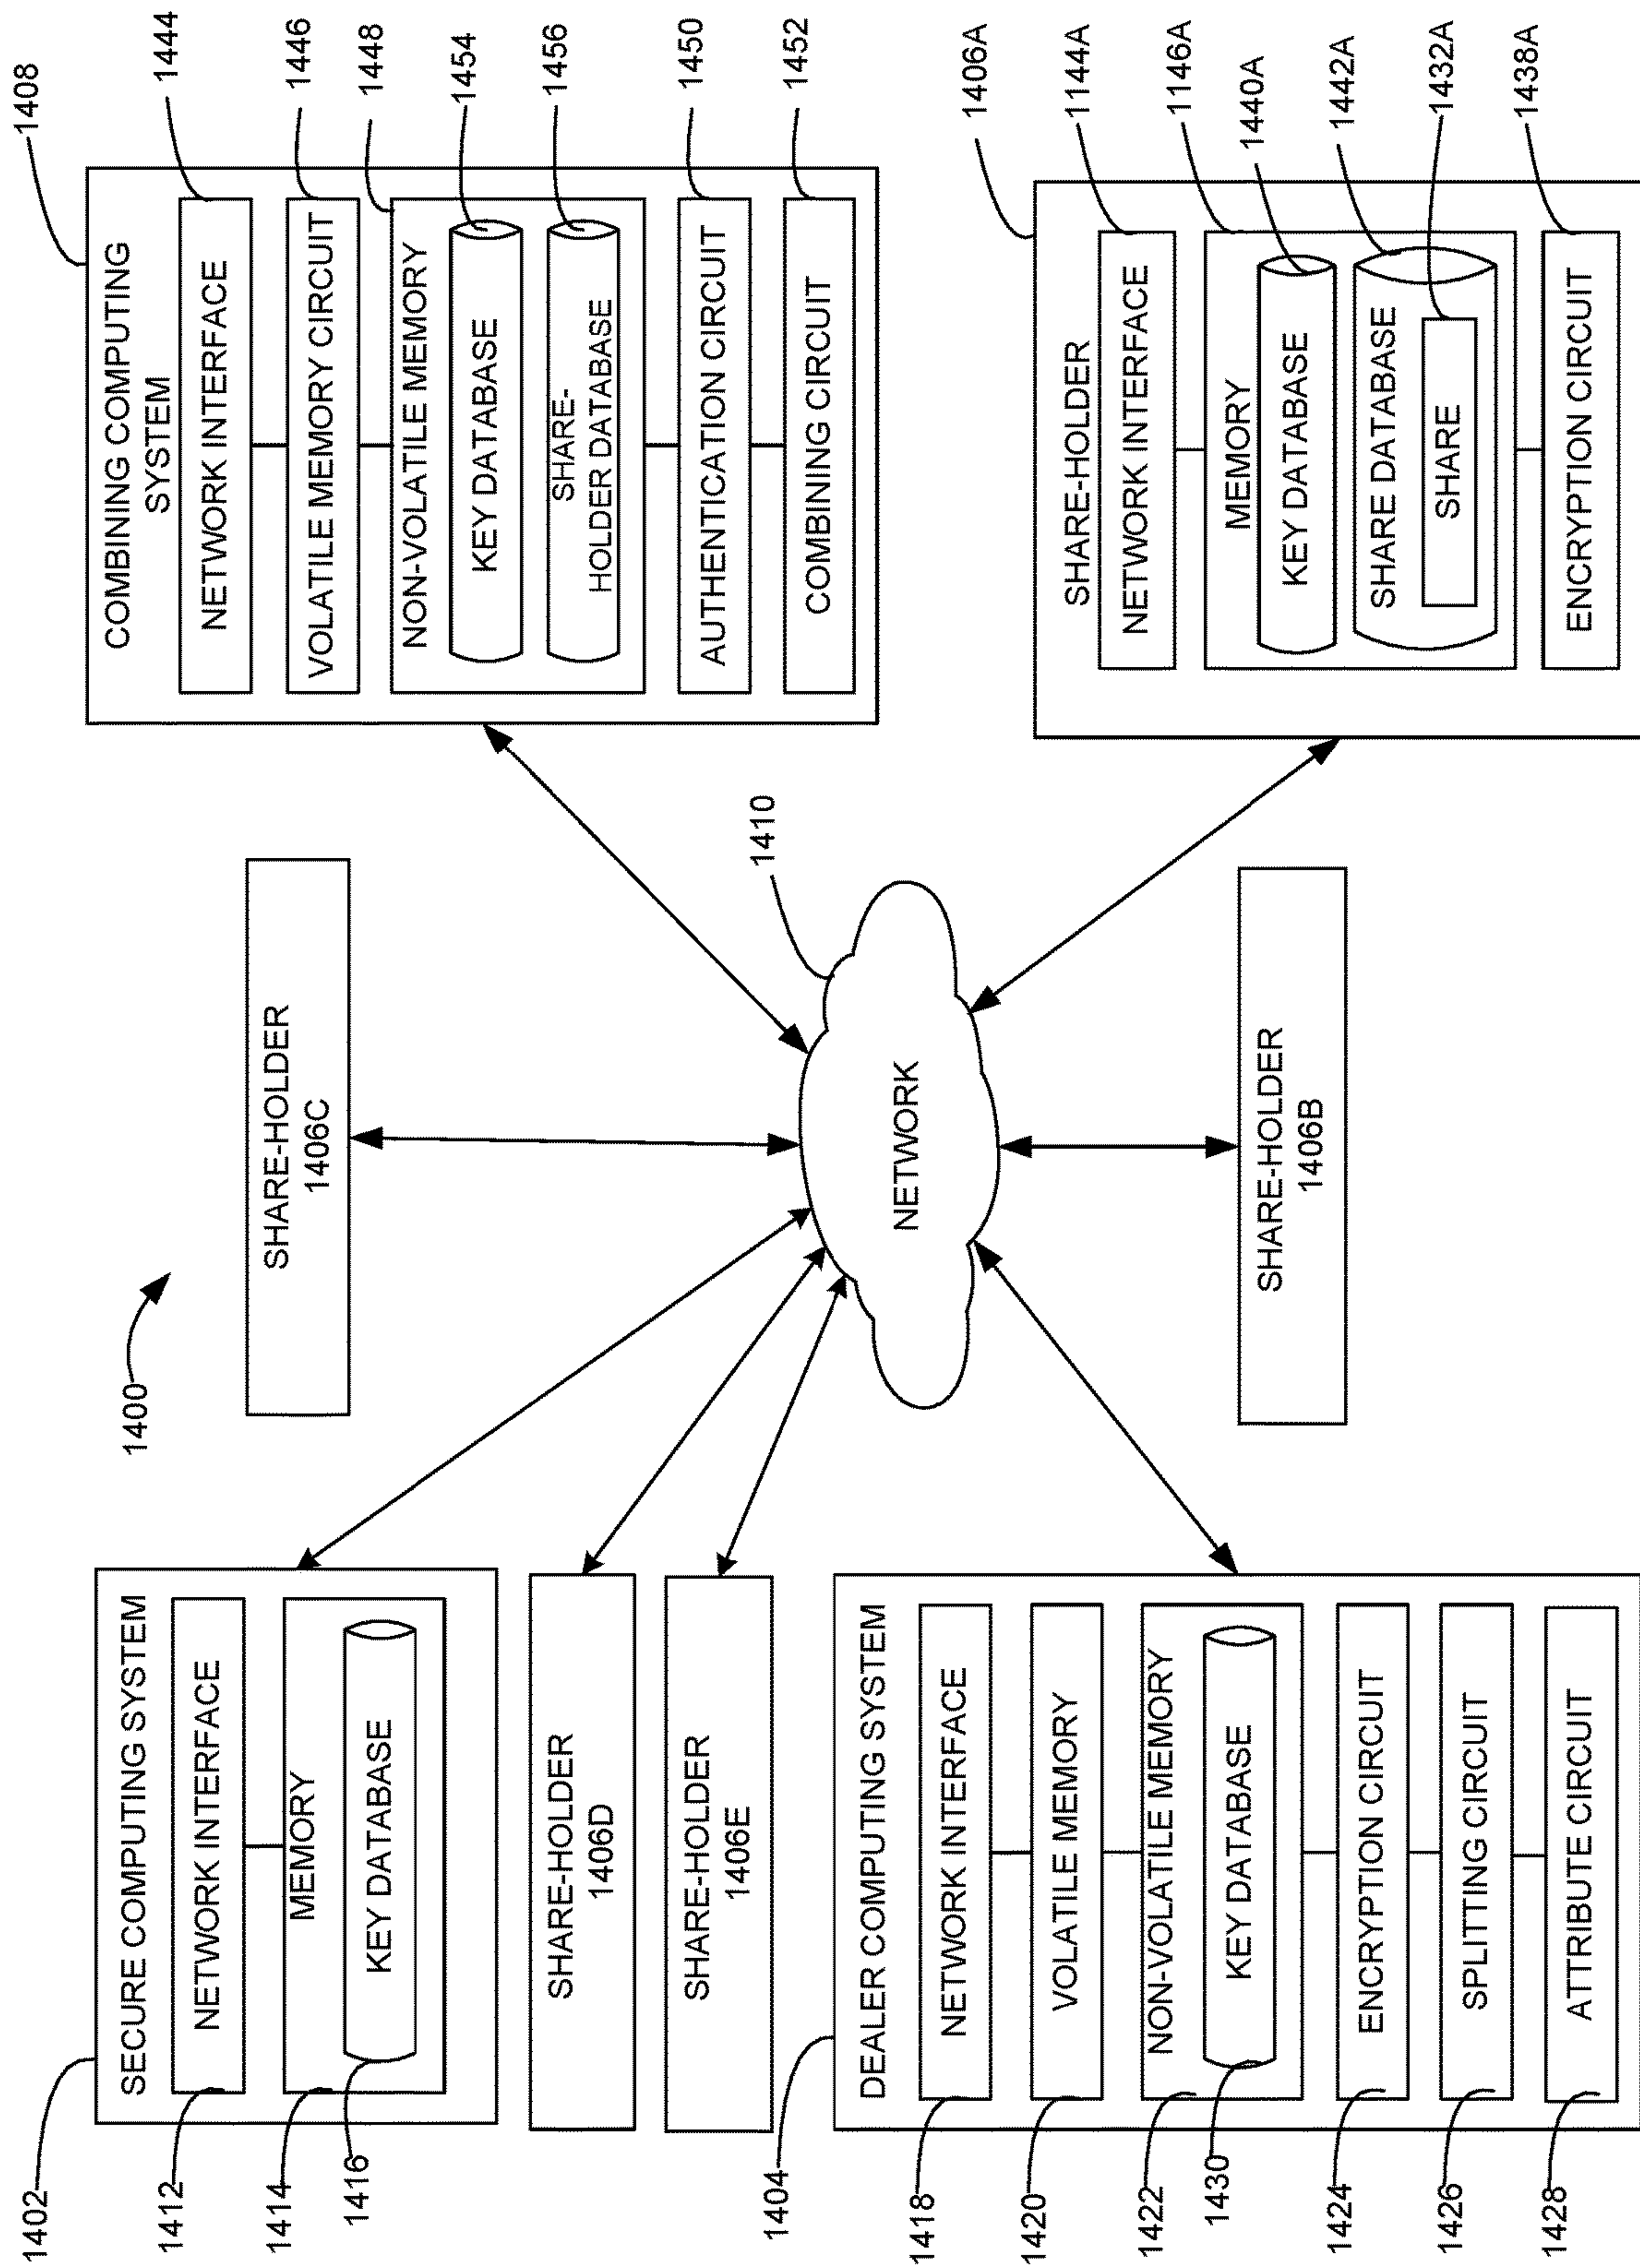 1400
1402
SECURE COMPUTING SYSTEM
1412
NETWORK INTERFACE
1414
MEMORY
1416
KEY DATABASE
SHARE-HOLDER
1406D
SHARE-HOLDER
1406E
1404
DEALER COMPUTING SYSTEM
1418
NETWORK INTERFACE
1420
VOLATILE MEMORY
1422
NON-VOLATILE MEMORY
1430
KEY DATABASE
1424
ENCRYPTION CIRCUIT
1426
SPLITTING CIRCUIT
1428
ATTRIBUTE CIRCUIT
SHARE-HOLDER
1406C
1410
NETWORK
SHARE-HOLDER
1406B
1408
COMBINING COMPUTING
SYSTEM
1444
NETWORK INTERFACE
1446
VOLATILE MEMORY CIRCUIT
1448
NON-VOLATILE MEMORY
1454
KEY DATABASE
1456
SHARE-
HOLDER DATABASE
1450
AUTHENTICATION CIRCUIT
1452
COMBINING CIRCUIT
1406A
SHARE-HOLDER
1144A
NETWORK INTERFACE
1146A
MEMORY
1440A
KEY DATABASE
1442A
SHARE DATABASE
1432A
SHARE
1438A
ENCRYPTION CIRCUIT